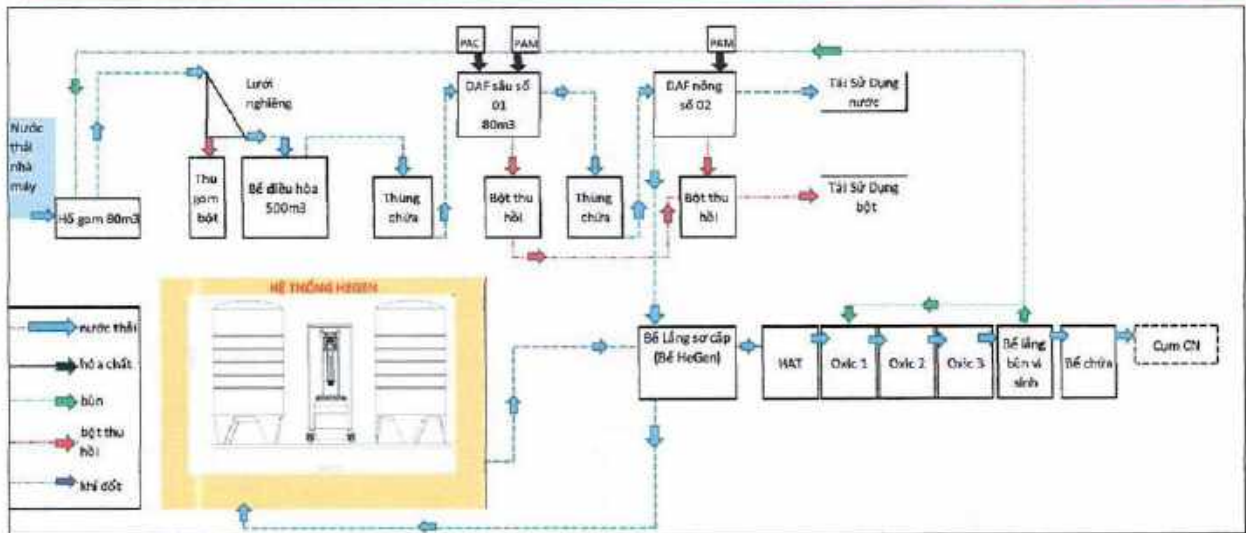 PAC
PAM
PAM
Lưới
nghiêng
DAF sâu số
01
80m3
DAF nông
số 02
Tái Sử Dụng
nước
Nước
thải
nhà
máy
Hố gom 80m3
Thu
gom
bột
Bể điều hòa
500m3
Thùng
chứa
Bột thu
hồi
Thùng
chứa
Bột thu
hồi
Tái Sử Dụng
bột
HỆ THỐNG HEGEN
nước thải
hóa chất
bùn
bột thu
hồi
khí đốt
Bể Lắng sơ cấp
(Bể HeGen)
HAT
Oxic 1
Oxic 2
Oxic 3
Bể lắng
bùn vi
sinh
Bể chứa
Cụm CN